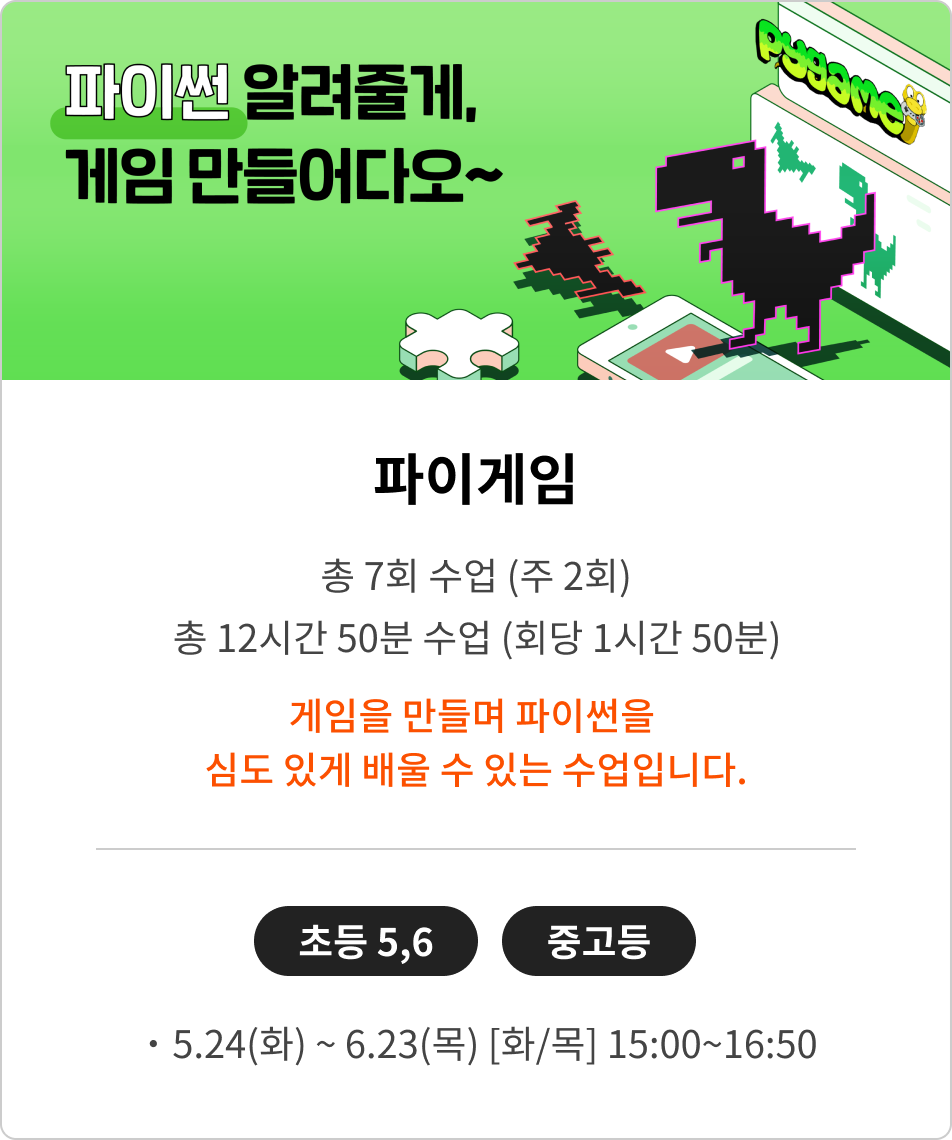 파이썬 알려줄게,
게임 만들어다오~
pygame
파이게임
총 7회 수업 (주 2회)
총 12시간 50분 수업 (회당 1시간 50분)
게임을 만들며 파이썬을
심도 있게 배울 수 있는 수업입니다.
초등 5,6
중고등
· 5.24(화) ~ 6.23(목) [화/목] 15:00~16:50